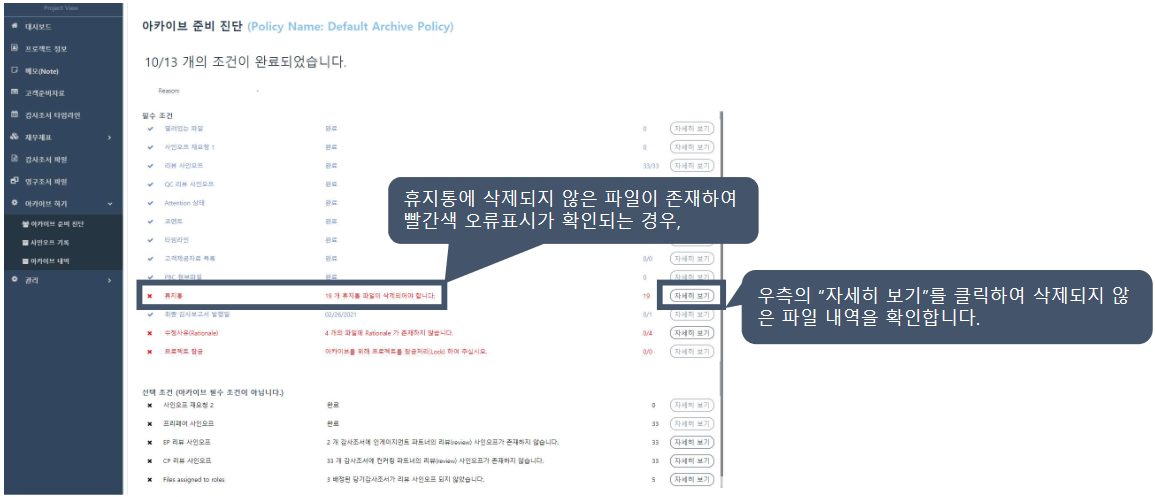 Project View
대시보드
프로젝트 정보
메모(Note)
고객준비자료
감사조서 타임라인
재무제표
감사조서 파일
영구조서 파일
아카이브 하기
아카이브 준비 진단
사인오프 기록
아카이브 내역
관리
아카이브 준비 진단 (Policy Name: Default Archive Policy)
10/13 개의 조건이 완료되었습니다.
Reason: -
필수 조건
열려있는 파일 완료 0 자세히 보기
사인오프 재요청 1 완료 0 자세히 보기
리뷰 사인오프 완료 33/33 자세히 보기
QC 리뷰 사인오프 완료
Attention 상태 완료
코멘트 완료
타임라인 완료
고객제공자료 목록 완료 0/0 자세히 보기
FBC 첨부파일 완료 0 자세히 보기
휴지통 19 개 휴지통 파일이 삭제되어야 합니다. 19 자세히 보기
최종 감사보고서 발행일 02/26/2021 0/1 자세히 보기
수정사유(Rationale) 4 개의 파일에 Rationale 가 존재하지 않습니다. 0/4 자세히 보기
프로젝트 잠금 아카이브를 위해 프로젝트를 잠금처리(Lock) 하여 주십시오. 0/0 자세히 보기
휴지통에 삭제되지 않은 파일이 존재하여
빨간색 오류표시가 확인되는 경우,
우측의 “자세히 보기”를 클릭하여 삭제되지 않
은 파일 내역을 확인합니다.
선택 조건 (아카이브 필수 조건이 아닙니다.)
사인오프 재요청 2 완료 0 자세히 보기
프리페어 사인오프 완료 33 자세히 보기
EP 리뷰 사인오프 2 개 감사조서에 인게이지먼트 파트너의 리뷰(review) 사인오프가 존재하지 않습니다. 33 자세히 보기
CP 리뷰 사인오프 33 개 감사조서에 컨커링 파트너의 리뷰(review) 사인오프가 존재하지 않습니다. 33 자세히 보기
Files assigned to roles 3 배정된 당기감사조서가 리뷰 사인오프 되지 않았습니다. 5 자세히 보기